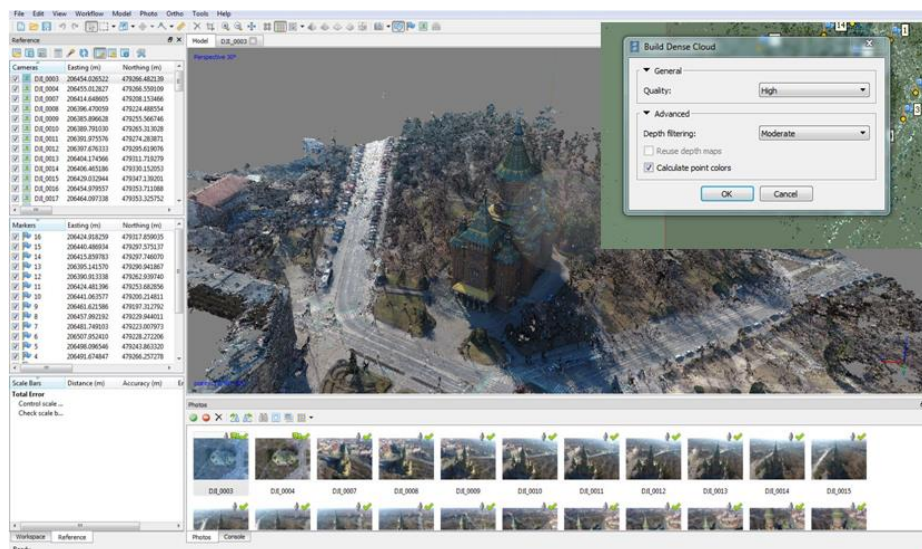 File Edit View Workflow Model Photo Ortho Tools Help
Reference
Model DJI_0003
Perspective 30°
Cameras Easting (m) Northing (m)
DJI_0003 206454.026522 479266.482139
DJI_0004 206455.012827 479266.559109
DJI_0007 206414.648605 479208.153466
DJI_0008 206396.470059 479224.488554
DJI_0009 206385.896628 479255.566746
DJI_0010 206389.791030 479265.313028
DJI_0011 206391.975576 479274.283871
DJI_0012 206397.676333 479295.619076
DJI_0013 206404.174566 479311.719279
DJI_0014 206406.465186 479330.152053
DJI_0015 206429.032944 479347.139201
DJI_0016 206454.979557 479353.711088
DJI_0017 206464.097338 479353.325752
Markers Easting (m) Northing (m)
16 206424.918259 479317.859035
15 206440.486934 479297.575137
14 206415.859783 479297.746070
13 206395.141570 479290.941867
12 206390.913338 479262.939740
11 206424.481396 479253.682856
10 206441.063577 479200.214811
9 206461.621586 479197.312792
8 206457.992192 479229.944011
7 206481.749103 479223.007973
6 206507.952410 479228.272206
5 206498.096546 479243.863320
4 206491.674847 479266.257278
Scale Bars Distance (m) Accuracy (m) Er
Total Error
Control scale ...
Check scale b...
Workspace Reference
Build Dense Cloud
General
Quality: High
Advanced
Depth filtering: Moderate
Reuse depth maps
Calculate point colors
OK Cancel
14
1
3
Photos
DJI_0003 DJI_0004 DJI_0007 DJI_0008 DJI_0009 DJI_0010 DJI_0011 DJI_0012 DJI_0013 DJI_0014 DJI_0015
Photos Console